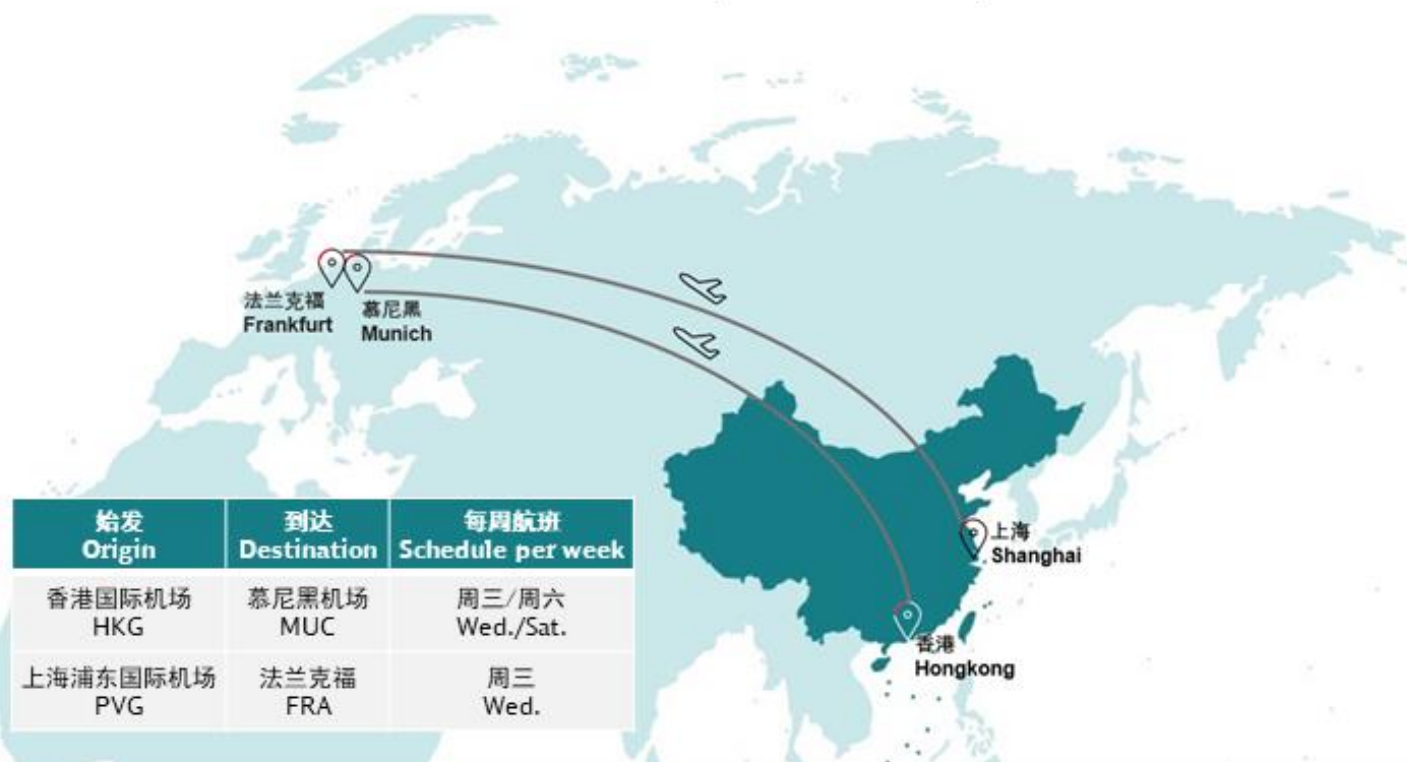 法兰克福
Frankfurt
慕尼黑
Munich
上海
Shanghai
香港
Hongkong
始发
Origin
到达
Destination
每周航班
Schedule per week
香港国际机场
HKG
慕尼黑机场
MUC
周三/周六
Wed./Sat.
上海浦东国际机场
PVG
法兰克福
FRA
周三
Wed.